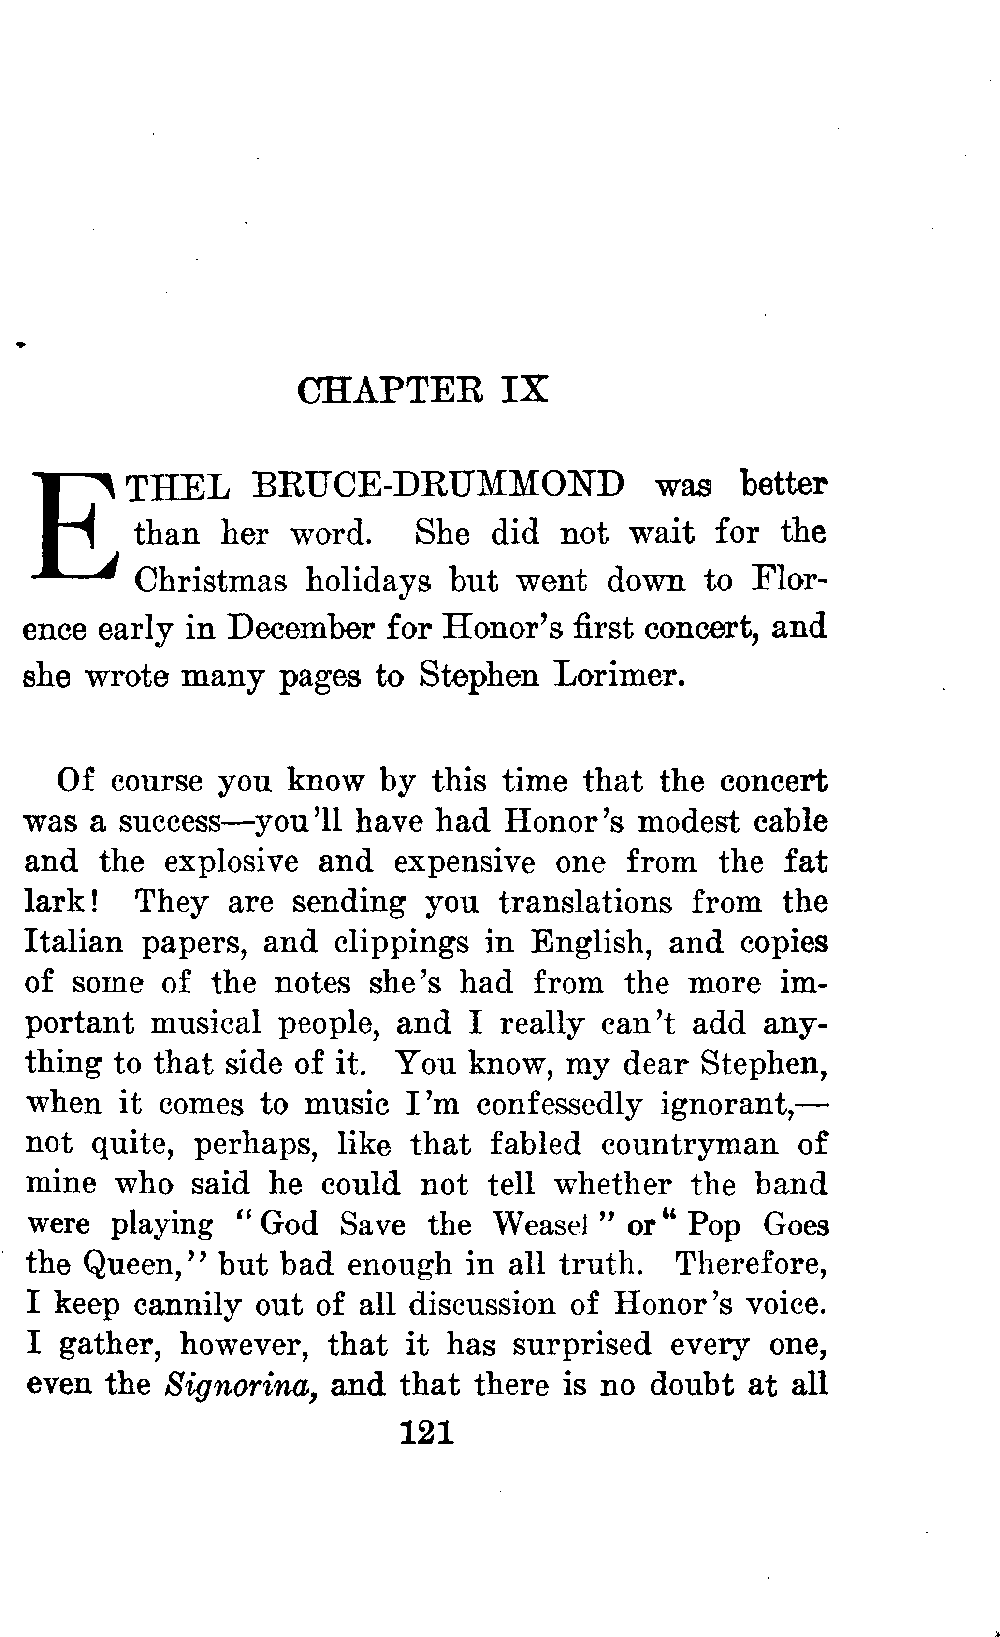 CHAPTER IX
ETHEL BRUCE-DRUMMOND was better
than her word. She did not wait for the
Christmas holidays but went down to Flor-
ence early in December for Honor's first concert, and
she wrote many pages to Stephen Lorimer.
Of course you know by this time that the concert
was a success—you'll have had Honor's modest cable
and the explosive and expensive one from the fat
lark! They are sending you translations from the
Italian papers, and clippings in English, and copies
of some of the notes she's had from the more im-
portant musical people, and I really can't add any-
thing to that side of it. You know, my dear Stephen,
when it comes to music I'm confessedly ignorant,—
not quite, perhaps, like that fabled countryman of
mine who said he could not tell whether the band
were playing "God Save the Weasel" or "Pop Goes
the Queen," but bad enough in all truth. Therefore,
I keep cannily out of all discussion of Honor's voice.
I gather, however, that it has surprised every one,
even the Signorina, and that there is no doubt at all
121